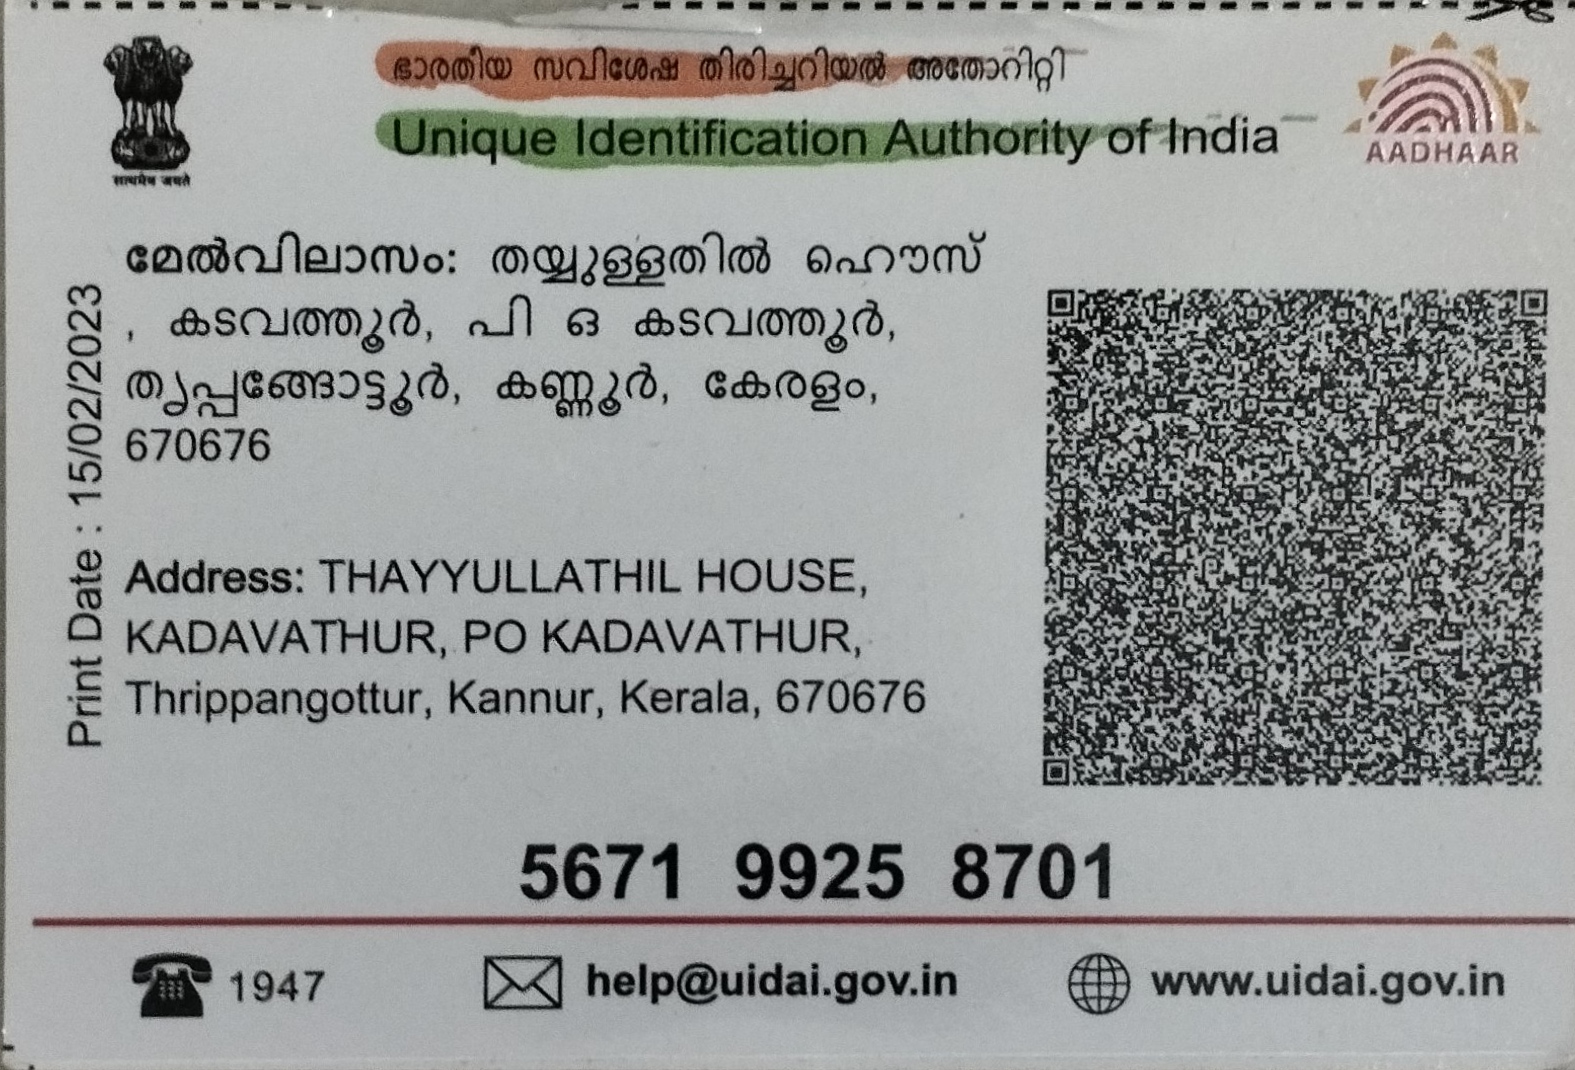 ഭാരതീയ സവിശേഷ തിരിച്ചറിയൽ അതോറിറ്റി
Unique Identification Authority of India
सत्यमेव जयते
AADHAAR
Print Date : 15/02/2023
മേൽവിലാസം: തയ്യുള്ളതിൽ ഹൌസ്
, കടവത്തൂർ, പി ഒ കടവത്തൂർ,
തൃപ്പങ്ങോട്ടൂർ, കണ്ണൂർ, കേരളം,
670676
Address: THAYYULLATHIL HOUSE,
KADAVATHUR, PO KADAVATHUR,
Thrippangottur, Kannur, Kerala, 670676
5671 9925 8701
1947
help@uidai.gov.in
www.uidai.gov.in